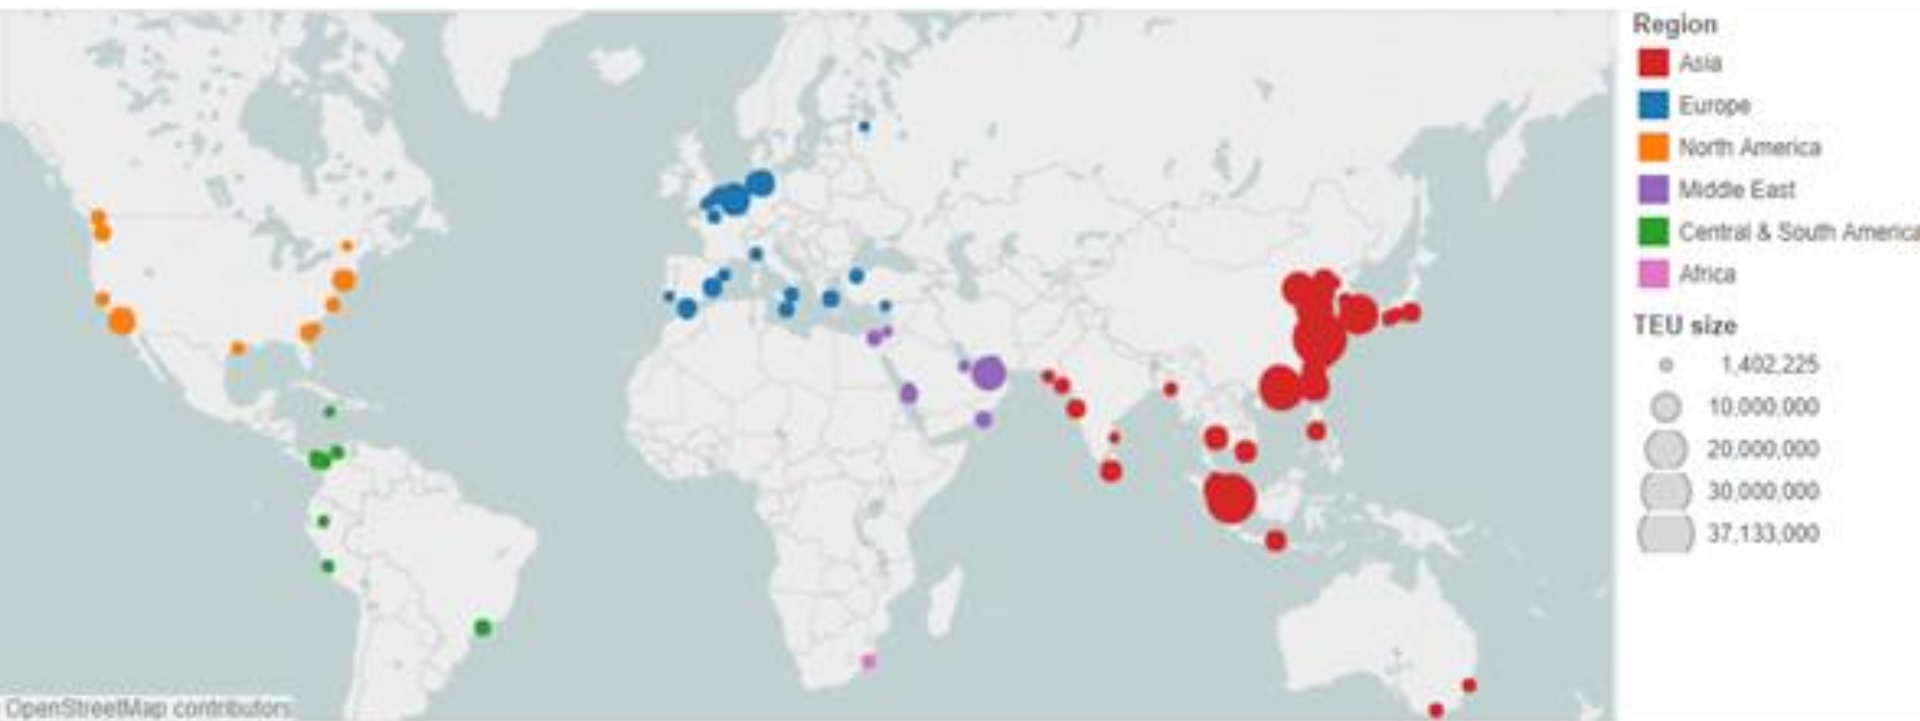 Region
Asia
Europe
North America
Middle East
Central & South America
Africa
TEU size
1,402,225
10,000,000
20,000,000
30,000,000
37,133,000
OpenStreetMap contributors